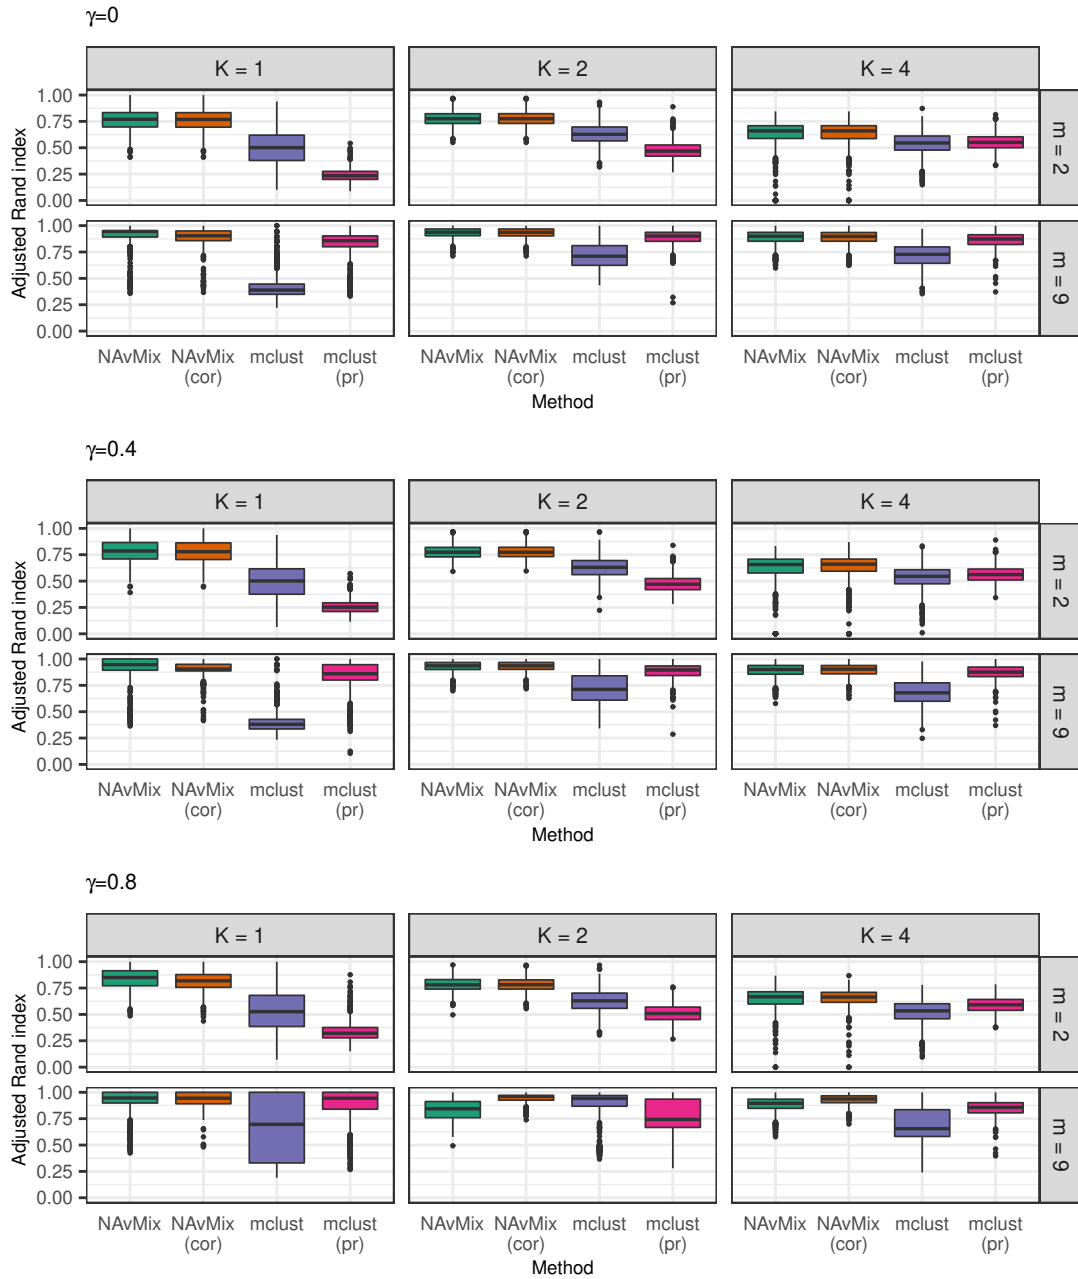 γ=0
K = 1
K = 2
K = 4
1.00
0.75
0.50
0.25
0.00
m = 2
1.00
0.75
0.50
0.25
0.00
m = 9
Adjusted Rand index
NAvMix
NAvMix
(cor)
mclust
mclust
(pr)
NAvMix
NAvMix
(cor)
mclust
mclust
(pr)
NAvMix
NAvMix
(cor)
mclust
mclust
(pr)
Method
γ=0.4
K = 1
K = 2
K = 4
1.00
0.75
0.50
0.25
0.00
m = 2
1.00
0.75
0.50
0.25
0.00
m = 9
Adjusted Rand index
NAvMix
NAvMix
(cor)
mclust
mclust
(pr)
NAvMix
NAvMix
(cor)
mclust
mclust
(pr)
NAvMix
NAvMix
(cor)
mclust
mclust
(pr)
Method
γ=0.8
K = 1
K = 2
K = 4
1.00
0.75
0.50
0.25
0.00
m = 2
1.00
0.75
0.50
0.25
0.00
m = 9
Adjusted Rand index
NAvMix
NAvMix
(cor)
mclust
mclust
(pr)
NAvMix
NAvMix
(cor)
mclust
mclust
(pr)
NAvMix
NAvMix
(cor)
mclust
mclust
(pr)
Method